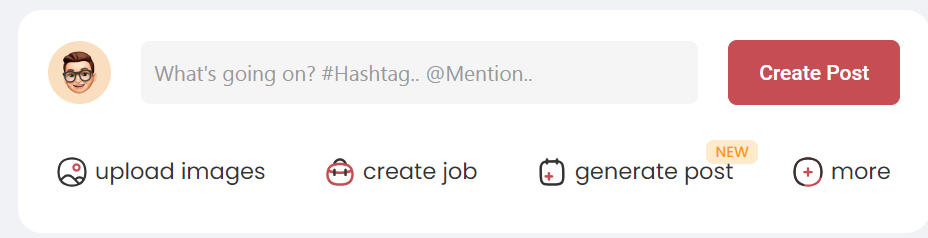 What's going on? #Hashtag.. @Mention..
Create Post
NEW
upload images
create job
generate post
more